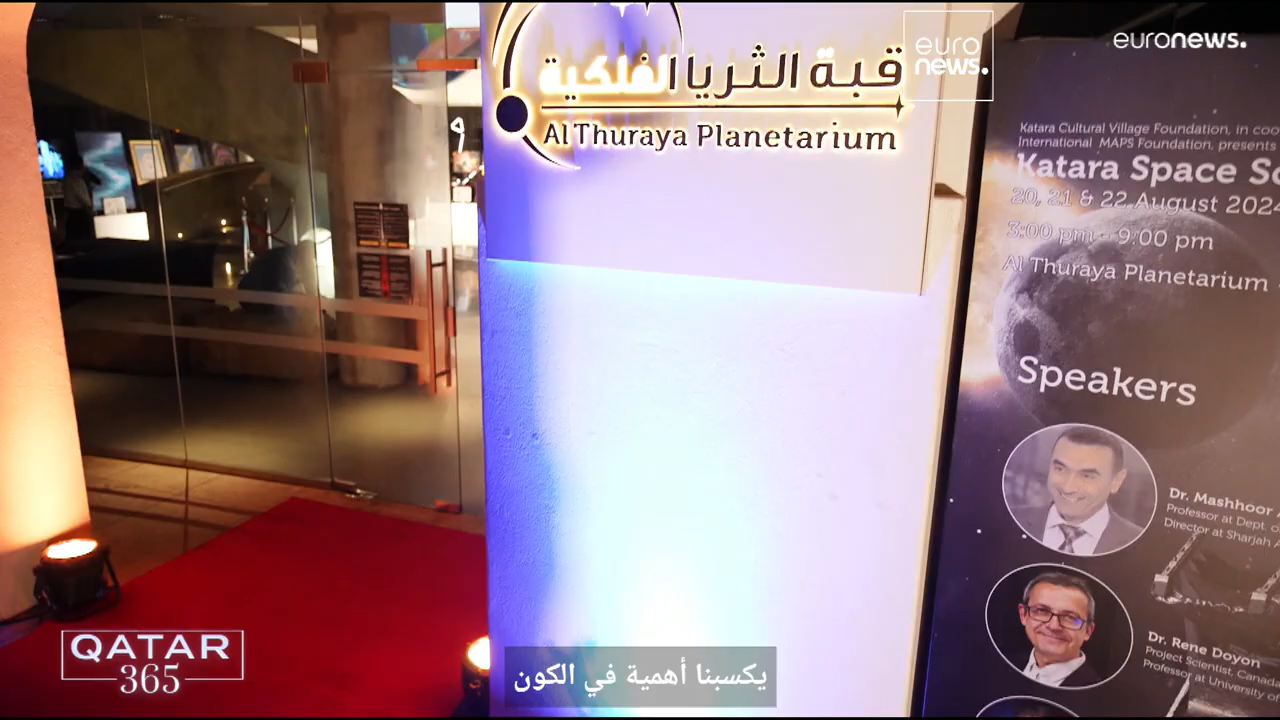 قبة الثريا الفلكية
Al Thuraya Planetarium
euro
news.
euronews.
Katara Cultural Village Foundation, in
International MAPS Foundation, presents
Katara Space
20, 21 & 22 August 2024
3:00 pm - 9:00 pm
Al Thuraya Planetarium
Speakers
Dr. Mashhoor
Professor at Dept.
Director at Sharjah
Dr. Rene Doyon
Project Scientist, Canada
Professor at University of
QATAR
365
يكسبنا أهمية في الكون